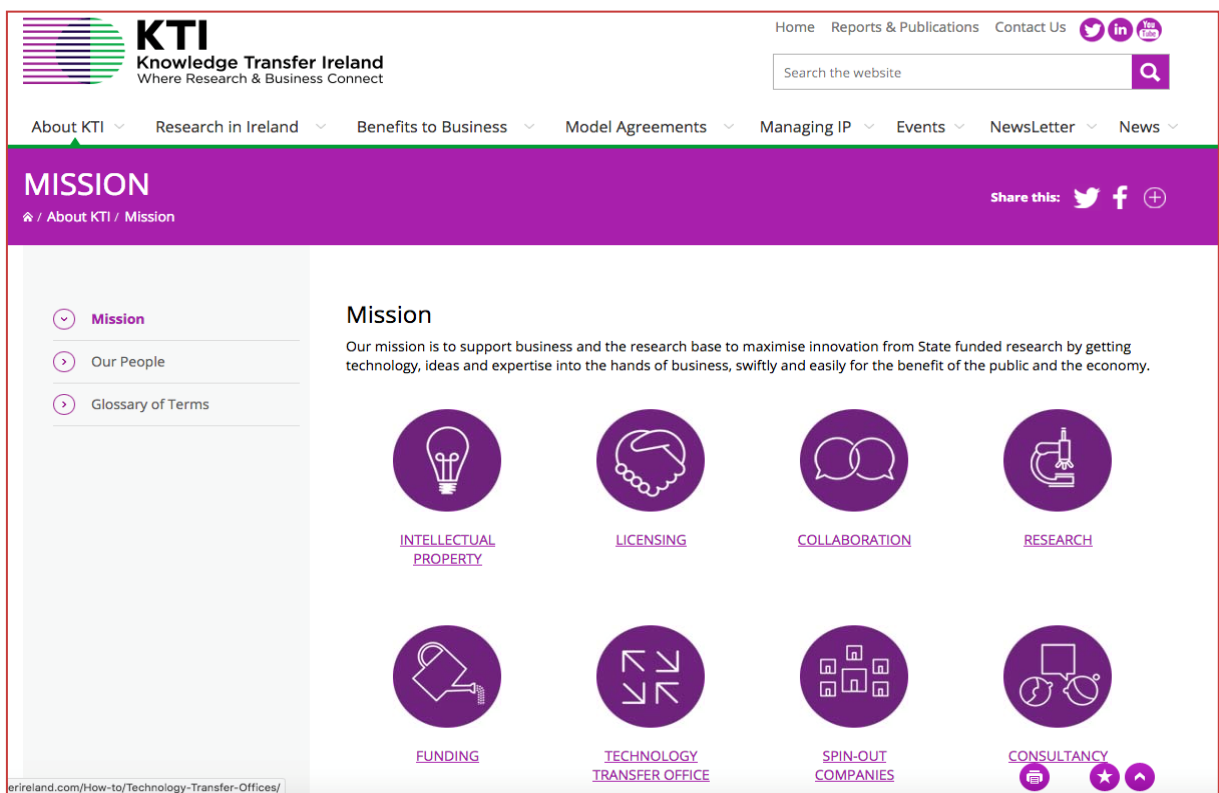 KTI
Knowledge Transfer Ireland
Where Research & Business Connect
Home Reports & Publications Contact Us
in
You
Tube
Search the website
About KTI Research in Ireland Benefits to Business Model Agreements Managing IP Events NewsLetter News
MISSION
/ About KTI / Mission
Share this:
Mission
Our People
Glossary of Terms
Mission
Our mission is to support business and the research base to maximise innovation from State funded research by getting
technology, ideas and expertise into the hands of business, swiftly and easily for the benefit of the public and the economy.
INTELLECTUAL
PROPERTY
LICENSING
COLLABORATION
RESEARCH
FUNDING
TECHNOLOGY
TRANSFER OFFICE
SPIN-OUT
COMPANIES
CONSULTANCY
erireland.com/How-to/Technology-Transfer-Offices/